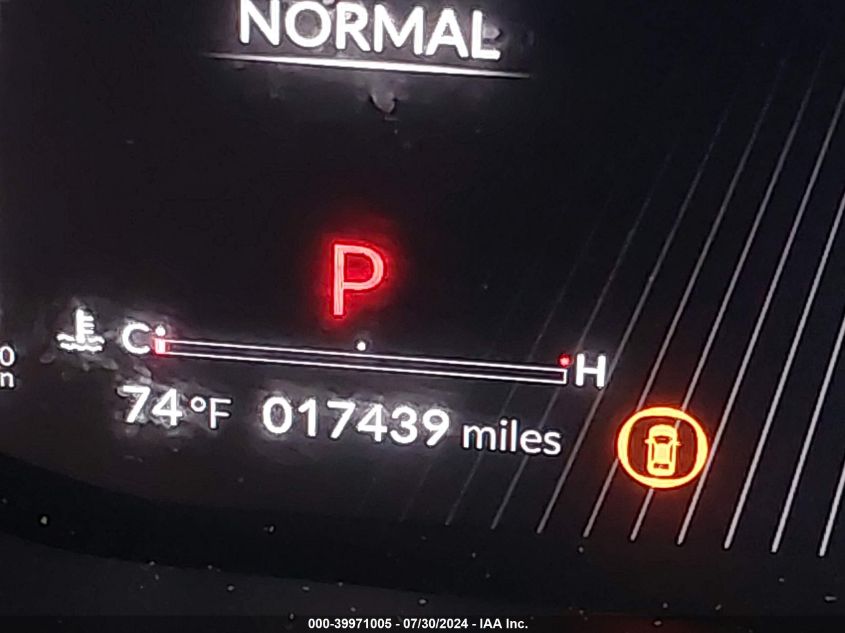 NORMAL
P
C H
74°F 017439 miles
000-39971005 - 07/30/2024 - IAA Inc.